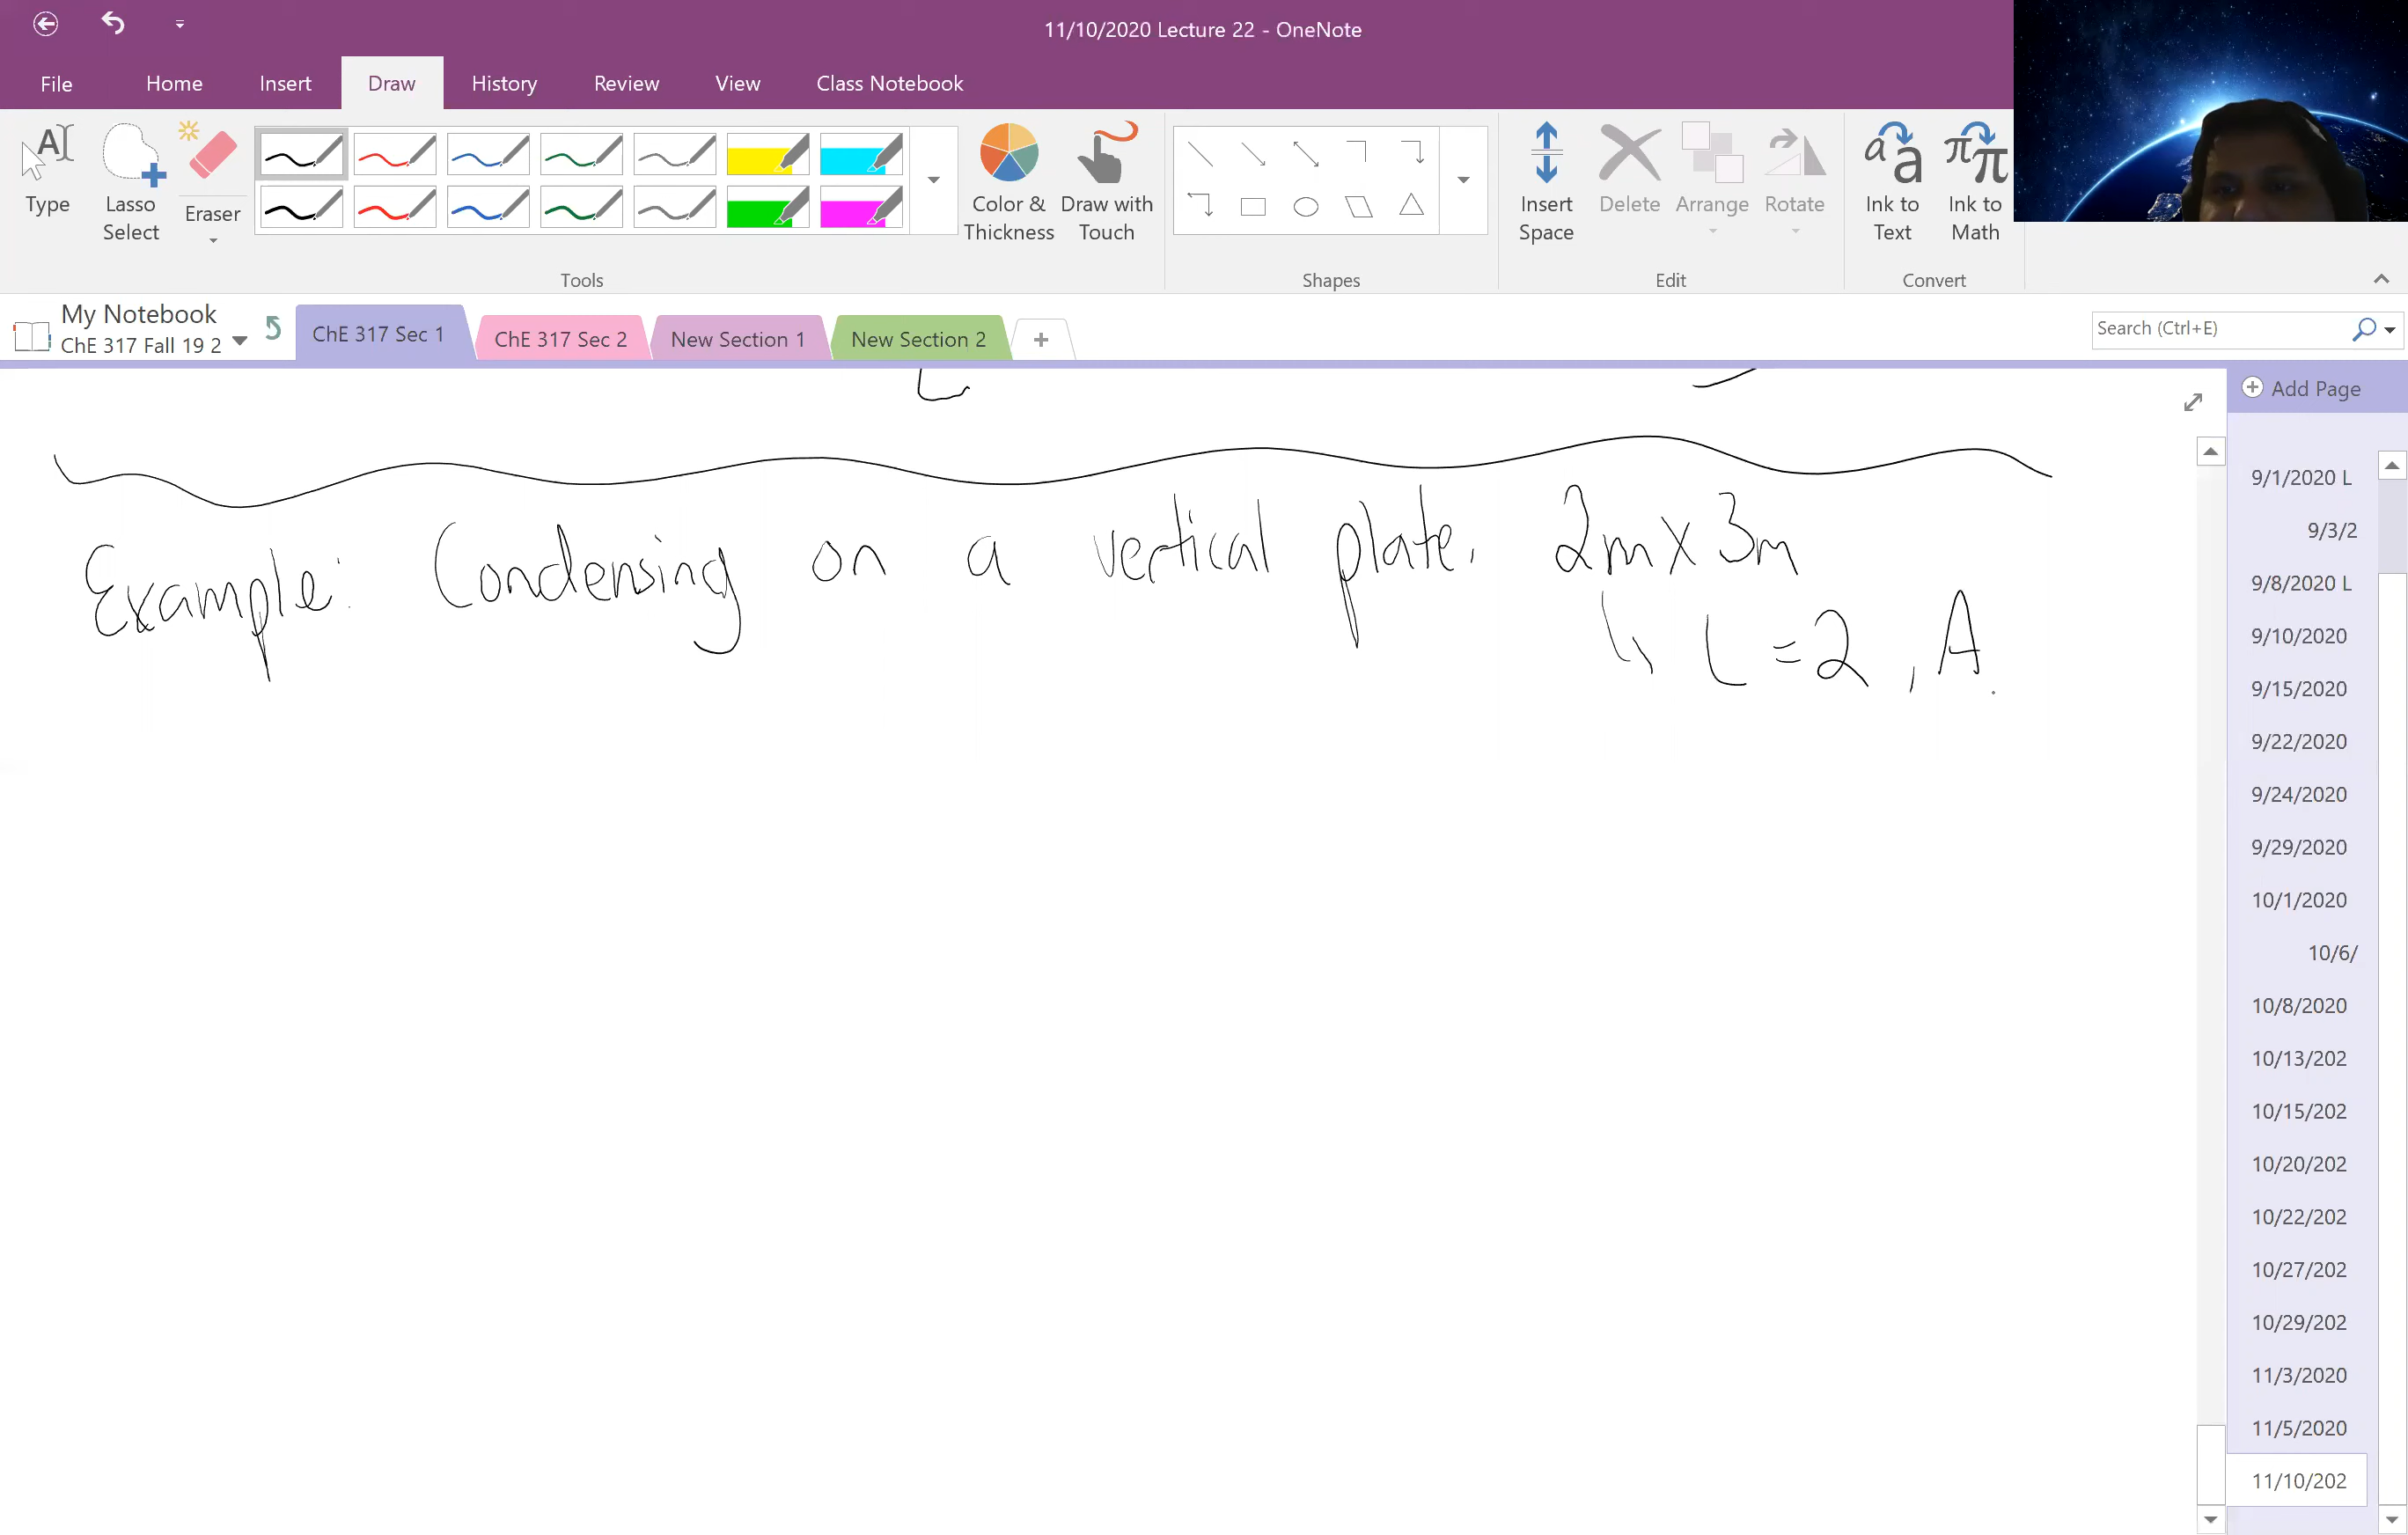 11/10/2020 Lecture 22 - OneNote
File Home Insert Draw History Review View Class Notebook
Type
Lasso Select
Eraser
Color & Thickness
Draw with Touch
Insert Space
Delete
Arrange
Rotate
Ink to Text
Ink to Math
Tools Shapes Edit Convert
My Notebook
ChE 317 Fall 19 2
ChE 317 Sec 1 ChE 317 Sec 2 New Section 1 New Section 2 +
Search (Ctrl+E)
Add Page
Example: Condensing on a vertical plate. 2m x 3m
L = 2, A
9/1/2020 L
9/3/2
9/8/2020 L
9/10/2020
9/15/2020
9/22/2020
9/24/2020
9/29/2020
10/1/2020
10/6/
10/8/2020
10/13/202
10/15/202
10/20/202
10/22/202
10/27/202
10/29/202
11/3/2020
11/5/2020
11/10/202